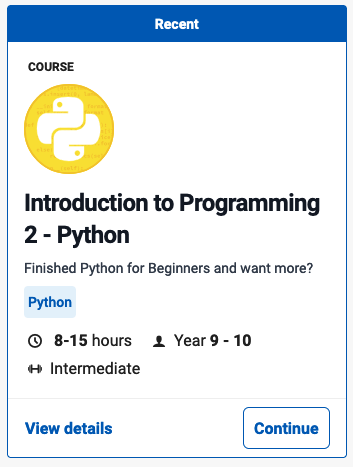 Recent
COURSE
Introduction to Programming
2 - Python
Finished Python for Beginners and want more?
Python
8-15 hours Year 9 - 10
Intermediate
View details Continue